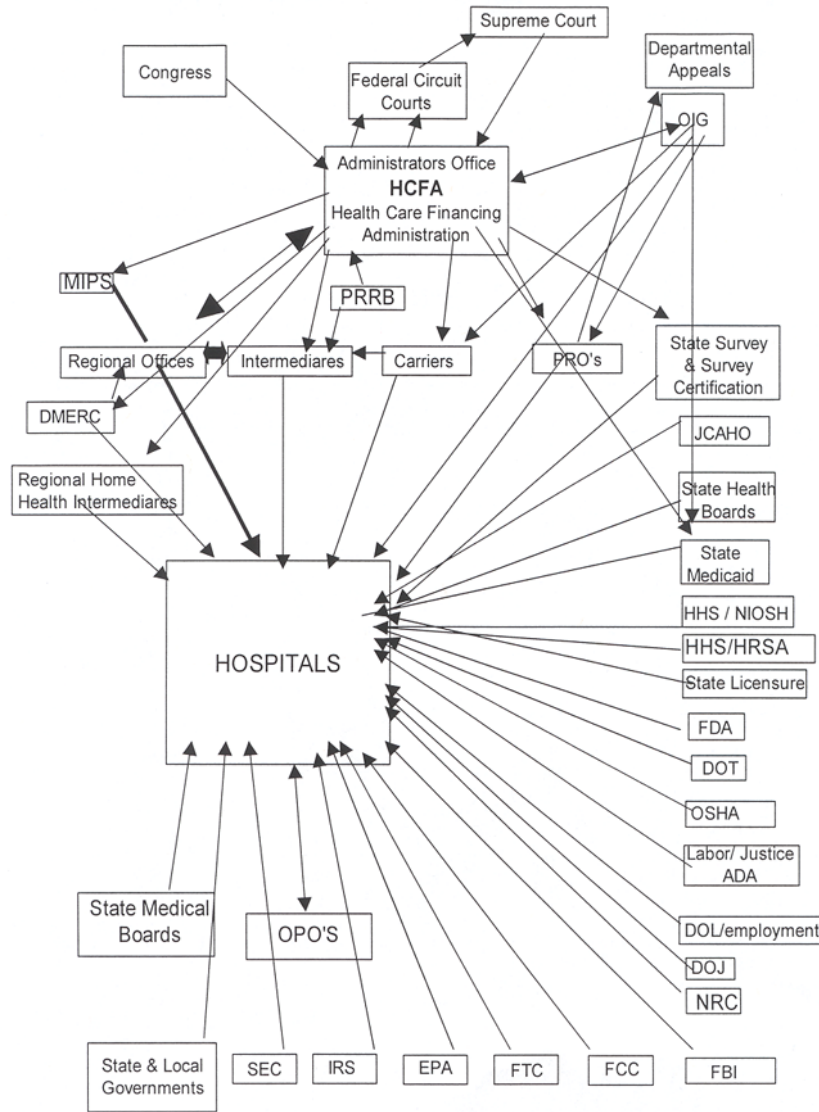 Supreme Court
Congress
Federal Circuit
Courts
Departmental
Appeals
OIG
Administrators Office
HCFA
Health Care Financing
Administration
MIPS
PRRB
Regional Offices
Intermediares
Carriers
PRO's
State Survey
& Survey
Certification
DMERC
JCAHO
Regional Home
Health Intermediares
State Health
Boards
State
Medicaid
HHS / NIOSH
HOSPITALS
HHS/HRSA
State Licensure
FDA
DOT
OSHA
Labor/ Justice
ADA
State Medical
Boards
OPO'S
DOL/employment
DOJ
NRC
State & Local
Governments
SEC
IRS
EPA
FTC
FCC
FBI